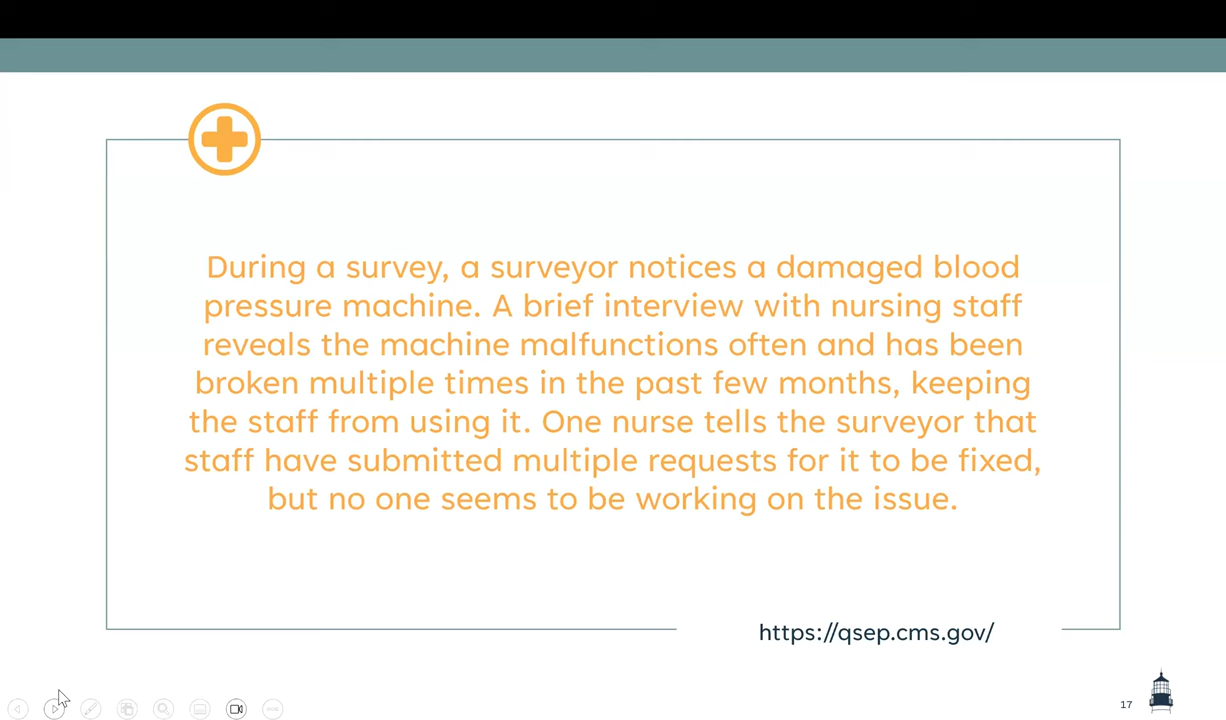 During a survey, a surveyor notices a damaged blood
pressure machine. A brief interview with nursing staff
reveals the machine malfunctions often and has been
broken multiple times in the past few months, keeping
the staff from using it. One nurse tells the surveyor that
staff have submitted multiple requests for it to be fixed,
but no one seems to be working on the issue.
https://qsep.cms.gov/
17